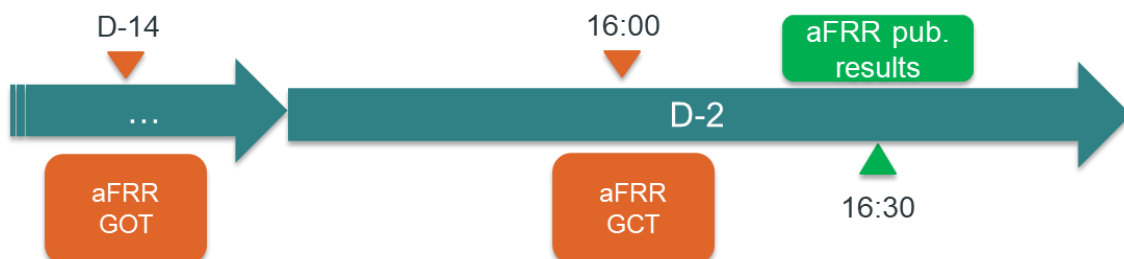 D-14
16:00
aFRR pub.
results
...
D-2
aFRR
GOT
aFRR
GCT
16:30